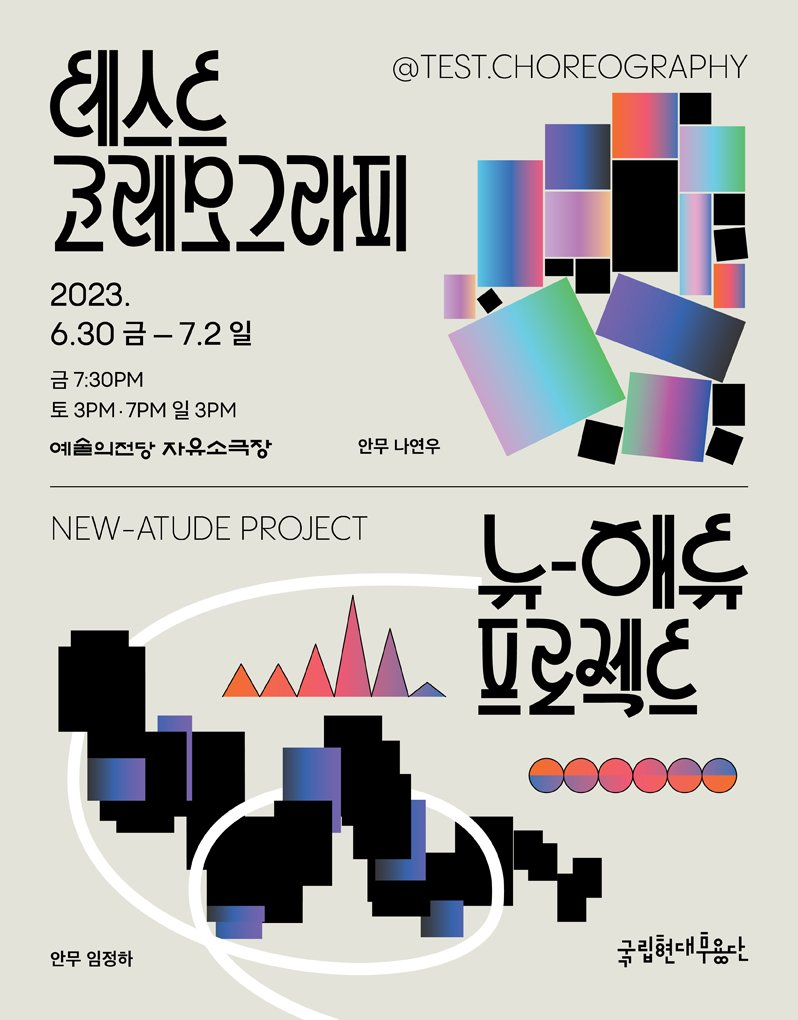 테스트
코레오그라피
@TEST.CHOREOGRAPHY
2023.
6.30 금 – 7.2 일
금 7:30PM
토 3PM · 7PM 일 3PM
예술의전당 자유소극장
안무 나연우
NEW-ATUDE PROJECT
뉴-애튜드
프로젝트
안무 임정하
국립현대무용단